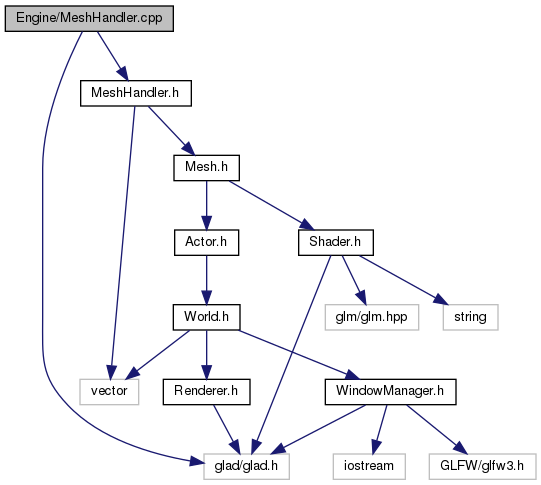 Engine/MeshHandler.cpp
MeshHandler.h
Mesh.h
Actor.h
Shader.h
World.h
glm/glm.hpp
string
vector
Renderer.h
WindowManager.h
glad/glad.h
iostream
GLFW/glfw3.h